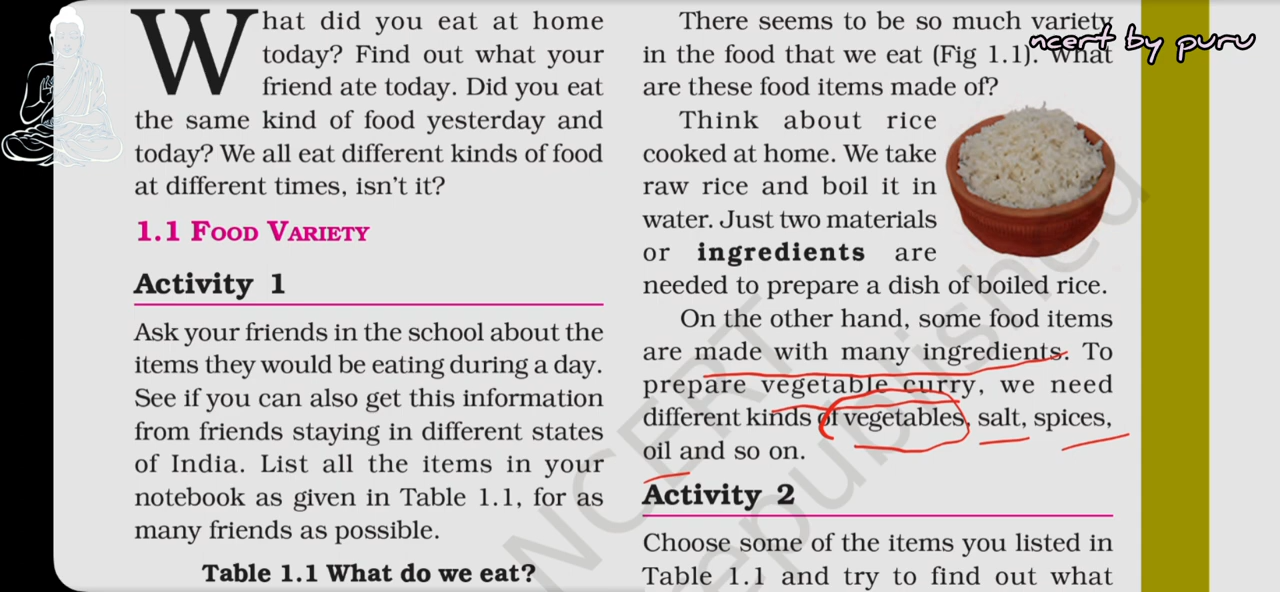 What did you eat at home
today? Find out what your
friend ate today. Did you eat
the same kind of food yesterday and
today? We all eat different kinds of food
at different times, isn't it?
1.1 FOOD VARIETY
Activity 1
Ask your friends in the school about the
items they would be eating during a day.
See if you can also get this information
from friends staying in different states
of India. List all the items in your
notebook as given in Table 1.1, for as
many friends as possible.
Table 1.1 What do we eat?
There seems to be so much variety
in the food that we eat (Fig 1.1). What
are these food items made of?
Think about rice
cooked at home. We take
raw rice and boil it in
water. Just two materials
or ingredients are
needed to prepare a dish of boiled rice.
On the other hand, some food items
are made with many ingredients. To
prepare vegetable curry, we need
different kinds of vegetables, salt, spices,
oil and so on.
Activity 2
Choose some of the items you listed in
Table 1.1 and try to find out what
ncert by puru
NCERT
republished